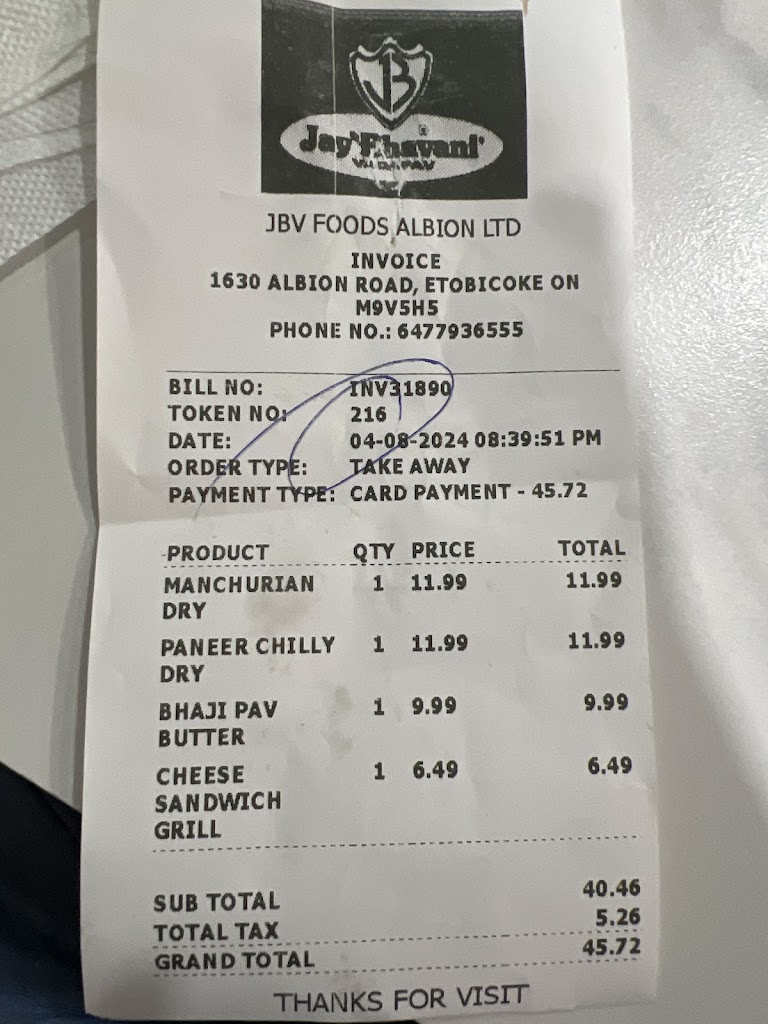 JB
Jay Bhavani
VADA PAV
JBV FOODS ALBION LTD
INVOICE
1630 ALBION ROAD, ETOBICOKE ON
M9V5H5
PHONE NO.: 6477936555
BILL NO: INV31890
TOKEN NO: 216
DATE: 04-08-2024 08:39:51 PM
ORDER TYPE: TAKE AWAY
PAYMENT TYPE: CARD PAYMENT - 45.72
PRODUCT QTY PRICE TOTAL
MANCHURIAN 1 11.99 11.99
DRY
PANEER CHILLY 1 11.99 11.99
DRY
BHAJI PAV 1 9.99 9.99
BUTTER
CHEESE 1 6.49 6.49
SANDWICH
GRILL
SUB TOTAL 40.46
TOTAL TAX 5.26
GRAND TOTAL 45.72
THANKS FOR VISIT